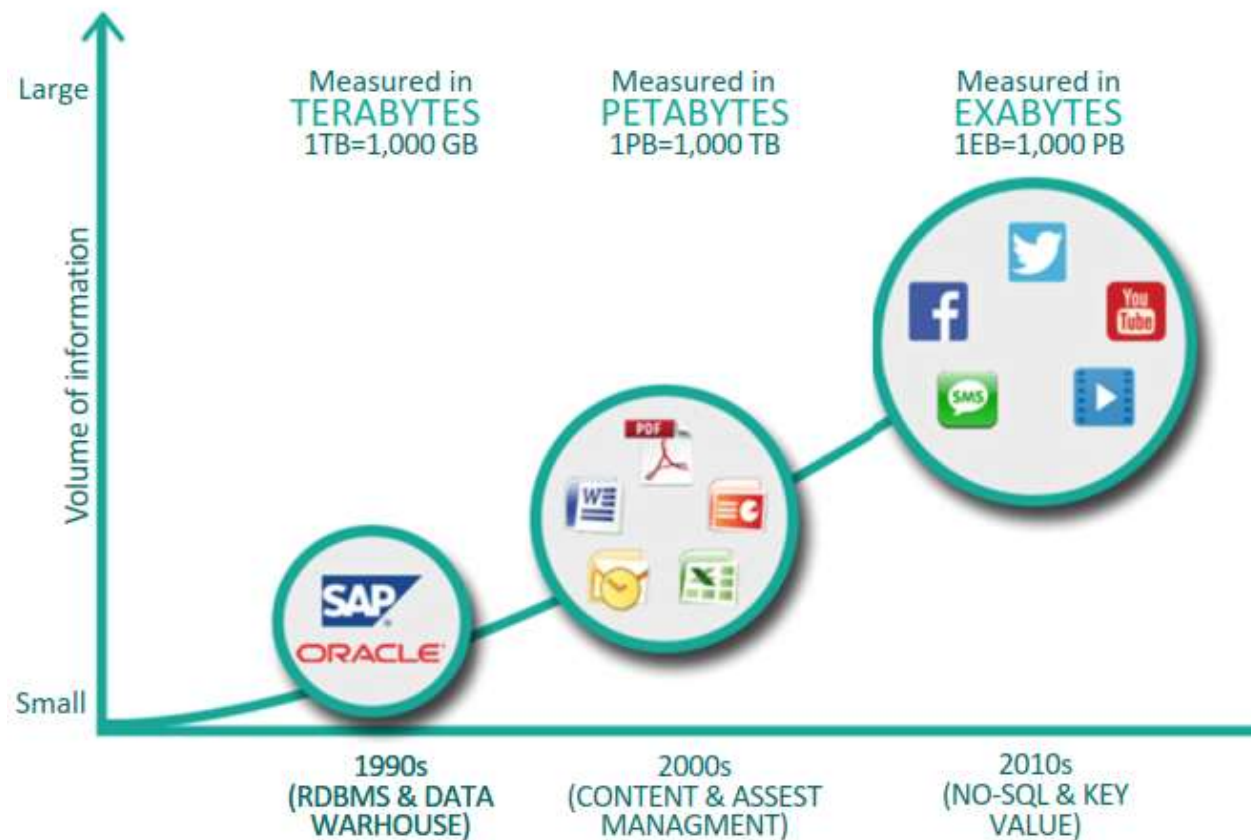 Large
Measured in
TERABYTES
1TB=1,000 GB
Measured in
PETABYTES
1PB=1,000 TB
Measured in
EXABYTES
1EB=1,000 PB
Volume of information
You
Tube
SMS
PDF
W
X
SAP
ORACLE
Small
1990s
(RDBMS & DATA
WARHOUSE)
2000s
(CONTENT & ASSEST
MANAGMENT)
2010s
(NO-SQL & KEY
VALUE)